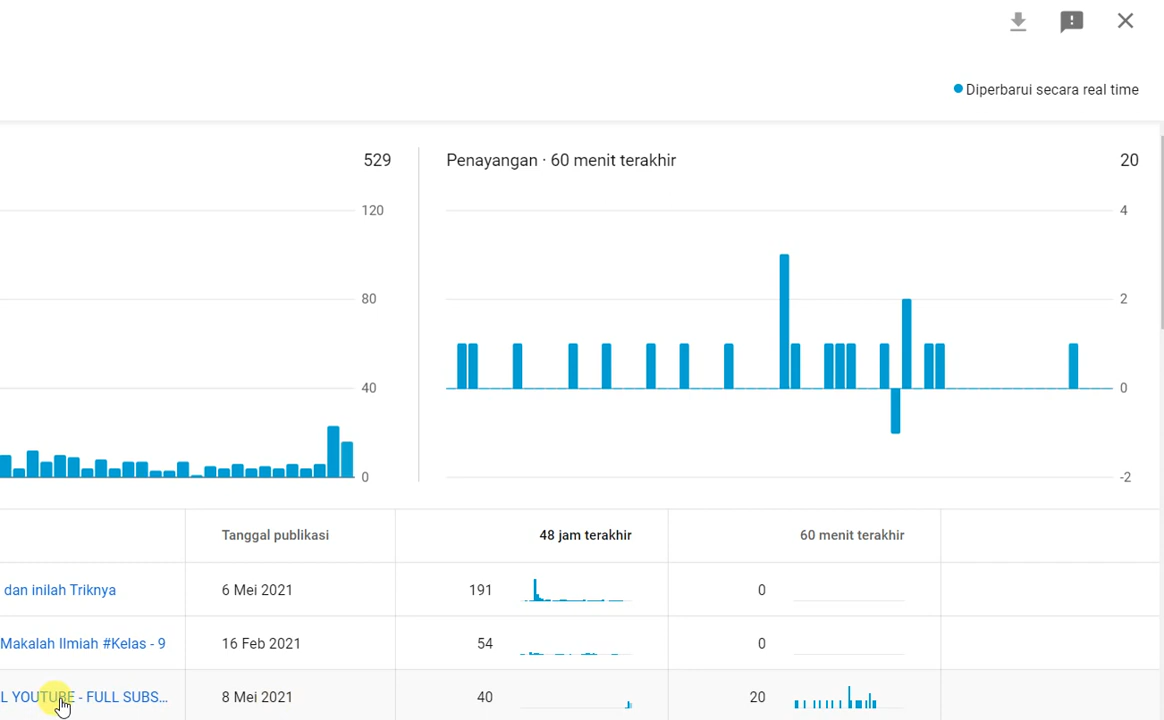 Diperbarui secara real time
529
Penayangan · 60 menit terakhir
20
120
4
80
2
40
0
0
-2
Tanggal publikasi
48 jam terakhir
60 menit terakhir
dan inilah Triknya
6 Mei 2021
191
0
Makalah Ilmiah #Kelas - 9
16 Feb 2021
54
0
L YOUTUBE - FULL SUBS...
8 Mei 2021
40
20